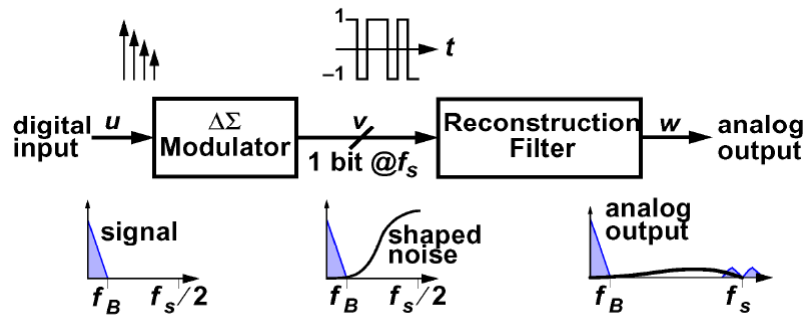 1
−1
t
digital
input
u
ΔΣ
Modulator
v
1 bit @fs
Reconstruction
Filter
w
analog
output
signal
fB
fs/2
shaped
noise
fB
fs/2
analog
output
fB
fs